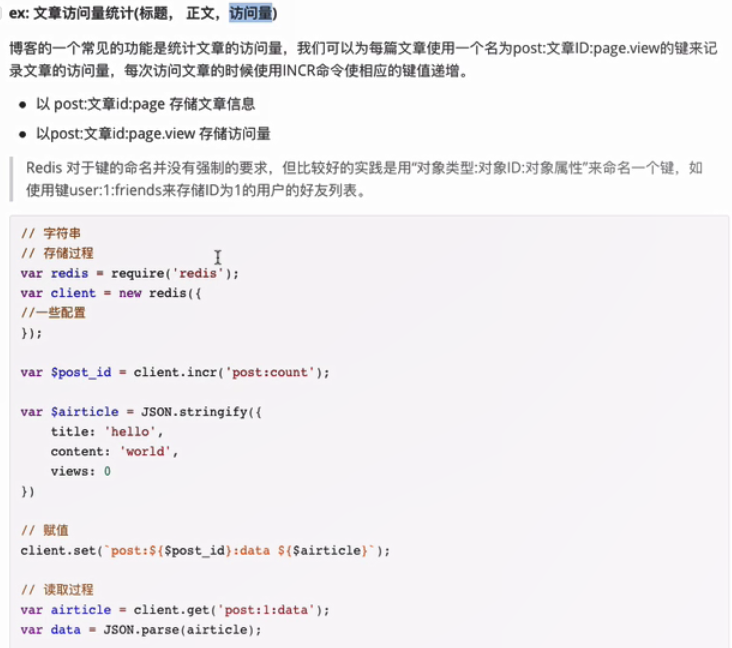 ex: 文章访问量统计(标题， 正文，访问量)
博客的一个常见的功能是统计文章的访问量，我们可以为每篇文章使用一个名为post:文章ID:page.view的键来记
录文章的访问量，每次访问文章的时候使用INCR命令使相应的键值递增。
• 以 post:文章id:page 存储文章信息
• 以post:文章id:page.view 存储访问量
Redis 对于键的命名并没有强制的要求，但比较好的实践是用“对象类型:对象ID:对象属性”来命名一个键，如
使用键user:1:friends来存储ID为1的用户的好友列表。
// 字符串
// 存储过程
var redis = require('redis');
var client = new redis({
//一些配置
});
var $post_id = client.incr('post:count');
var $airticle = JSON.stringify({
    title: 'hello',
    content: 'world',
    views: 0
})
// 赋值
client.set(`post:${$post_id}:data ${$airticle}`);
// 读取过程
var airticle = client.get('post:1:data');
var data = JSON.parse(airticle);